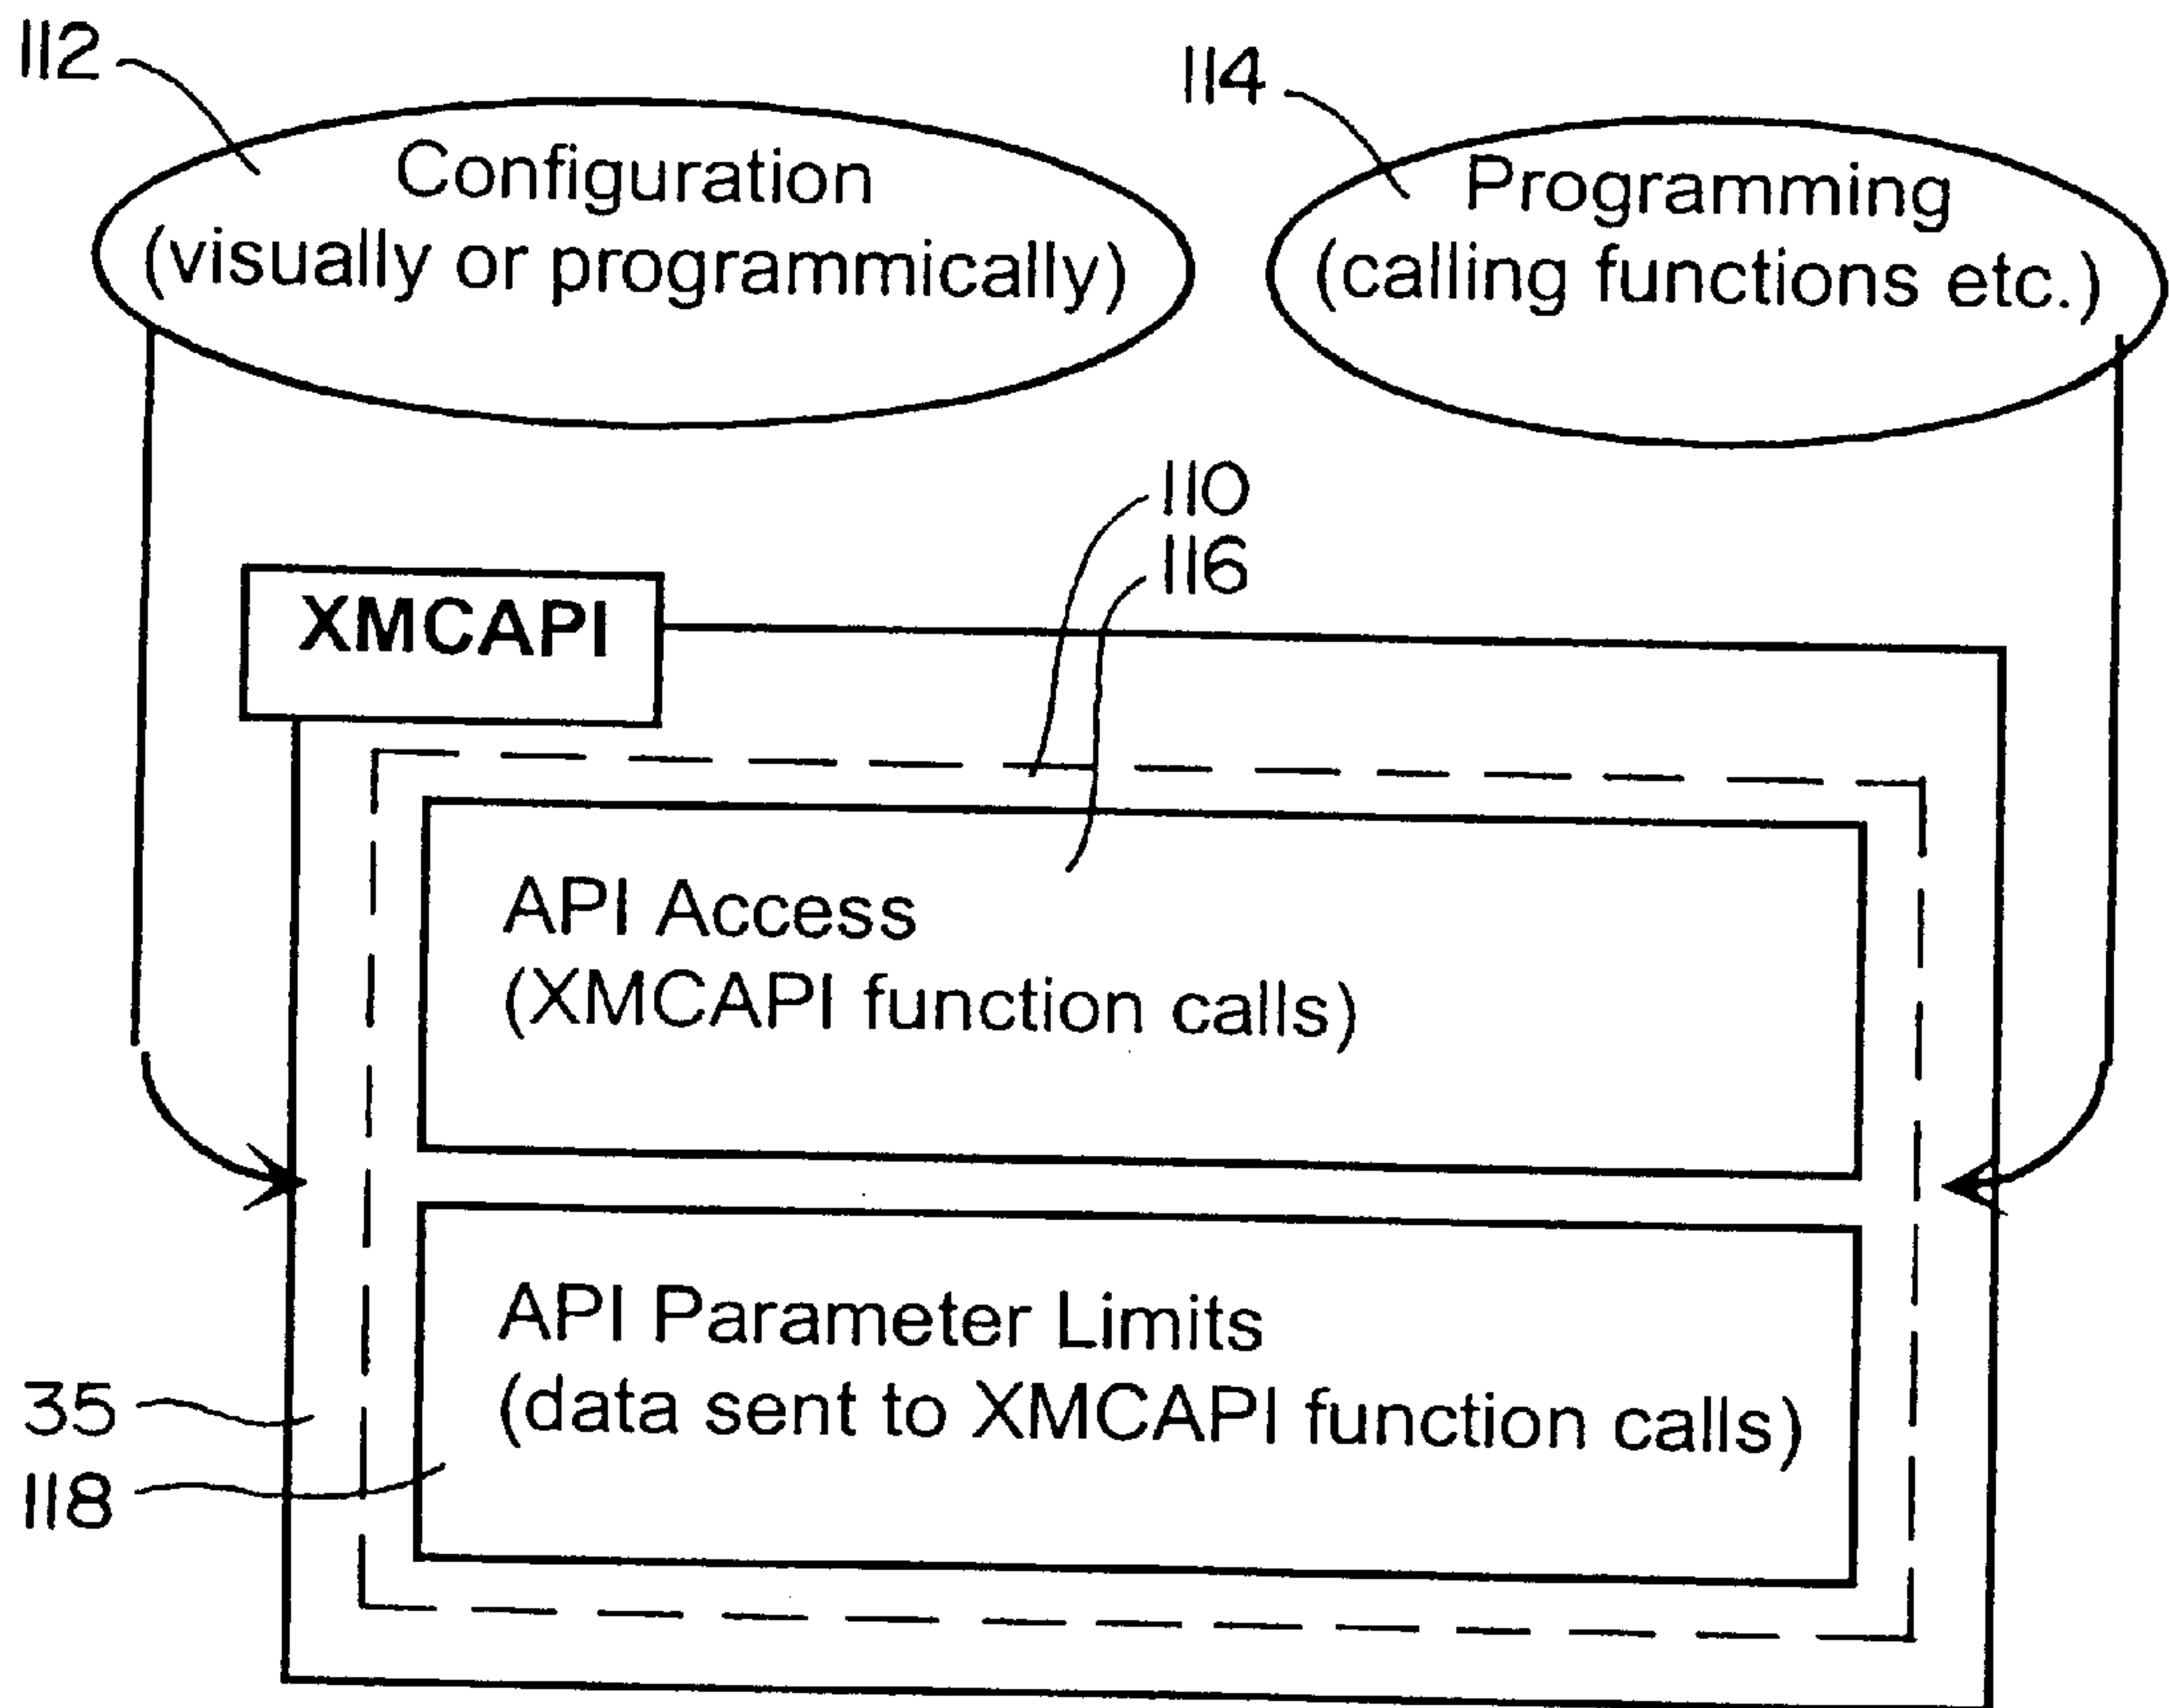 112
114
Configuration
(visually or programmically)
Programming
(calling functions etc.)
110
116
XMCAPI
API Access
(XMCAPI function calls)
API Parameter Limits
(data sent to XMCAPI function calls)
35
118